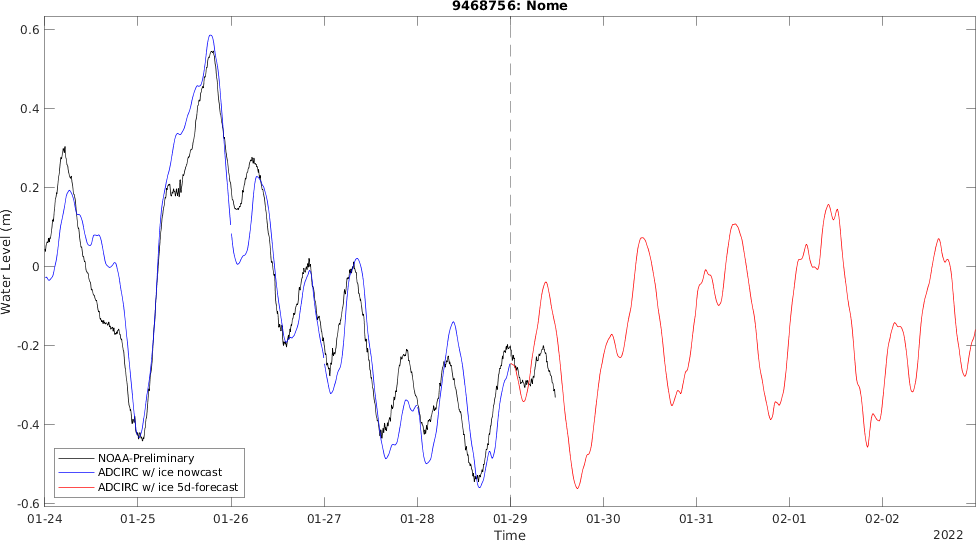 9468756: Nome
Water Level (m)
0.6
0.4
0.2
0
-0.2
-0.4
-0.6
NOAA-Preliminary
ADCIRC w/ ice nowcast
ADCIRC w/ ice 5d-forecast
01-24 01-25 01-26 01-27 01-28 01-29 01-30 01-31 02-01 02-02
Time
2022